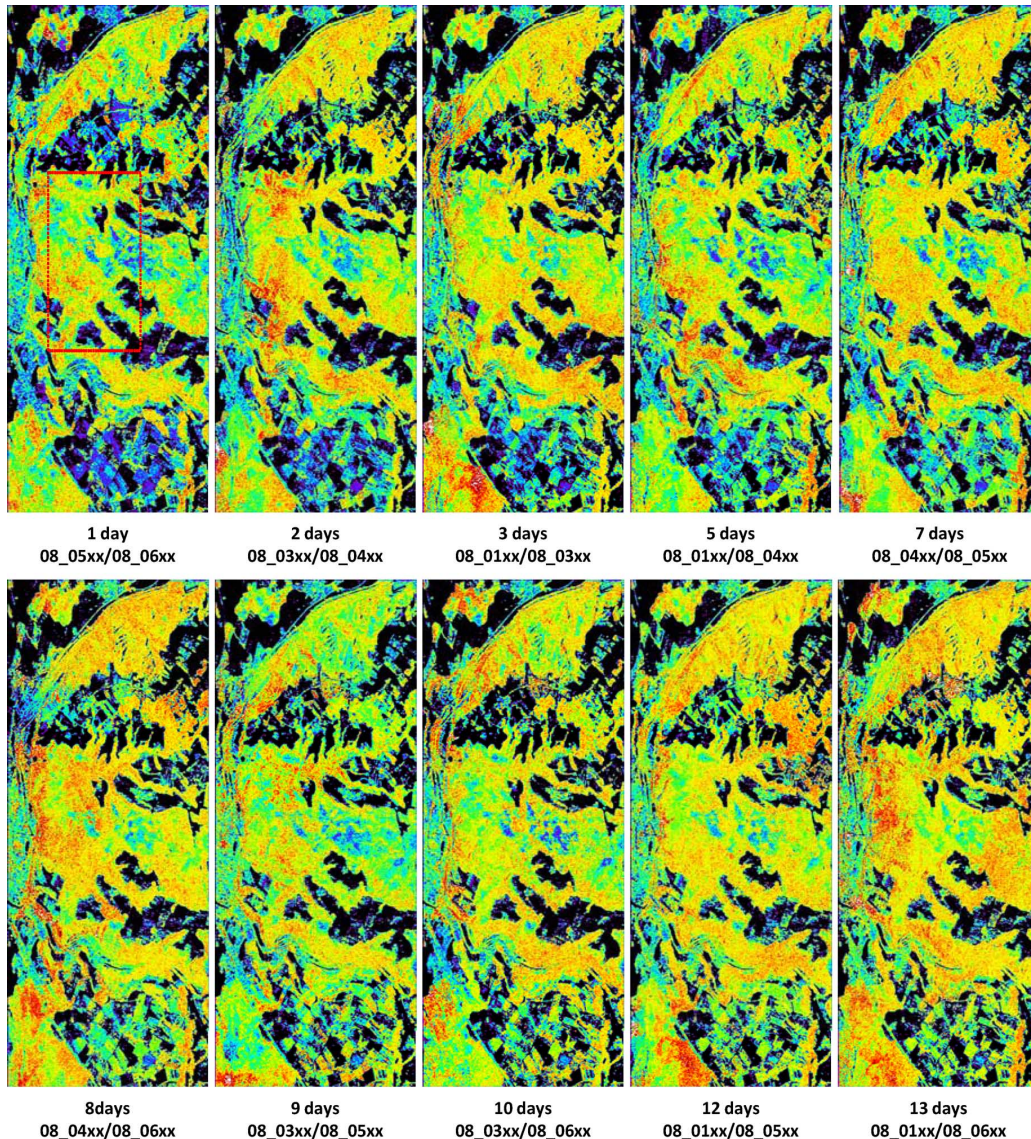 1 day
08_05xx/08_06xx
2 days
08_03xx/08_04xx
3 days
08_01xx/08_03xx
5 days
08_01xx/08_04xx
7 days
08_04xx/08_05xx
8days
08_04xx/08_06xx
9 days
08_03xx/08_05xx
10 days
08_03xx/08_06xx
12 days
08_01xx/08_05xx
13 days
08_01xx/08_06xx